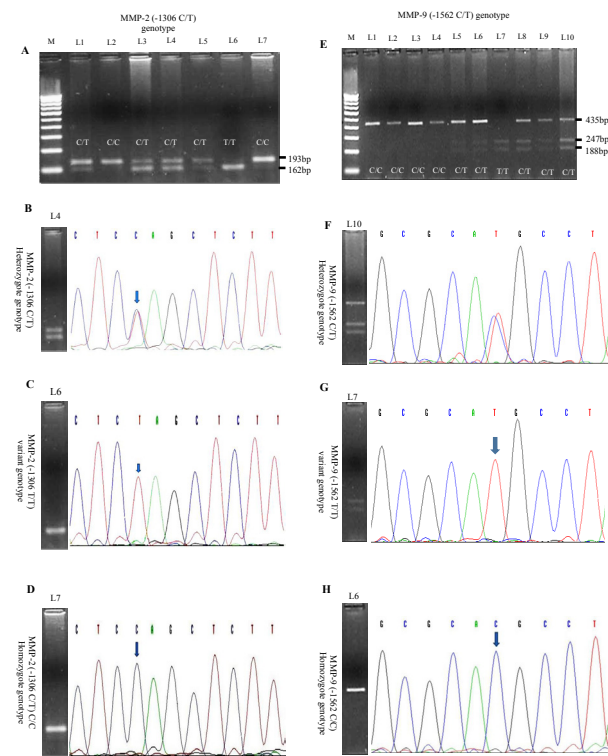 MMP-2 (-1306 C/T)
genotype
A
M L1 L2 L3 L4 L5 L6 L7
C/T C/C C/T C/T C/T T/T C/C
193bp
162bp
MMP-9 (-1562 C/T) genotype
E
M L1 L2 L3 L4 L5 L6 L7 L8 L9 L10
435bp
247bp
188bp
C/C C/C C/C C/C C/T C/T T/T C/T C/T C/T
B
L4
MMP-2 (-1306 C/T)
Heterozygote genotype
C T C C A G C T C T T
F
L10
MMP-9 (-1562 C/T)
Heterozygote genotype
G C G C A T G C C T
C
L6
MMP-2 (-1306 T/T)
variant genotype
C T C T A G C T C T T
G
L7
MMP-9 (-1562 T/T)
variant genotype
G C G C A T G C C T
D
L7
MMP-2 (-1306 C/T) C/C
Homozygote genotype
C T C C A G C T C T T
H
L6
MMP-9 (-1562 C/C)
Homozygote genotype
G C G C A C G C C T